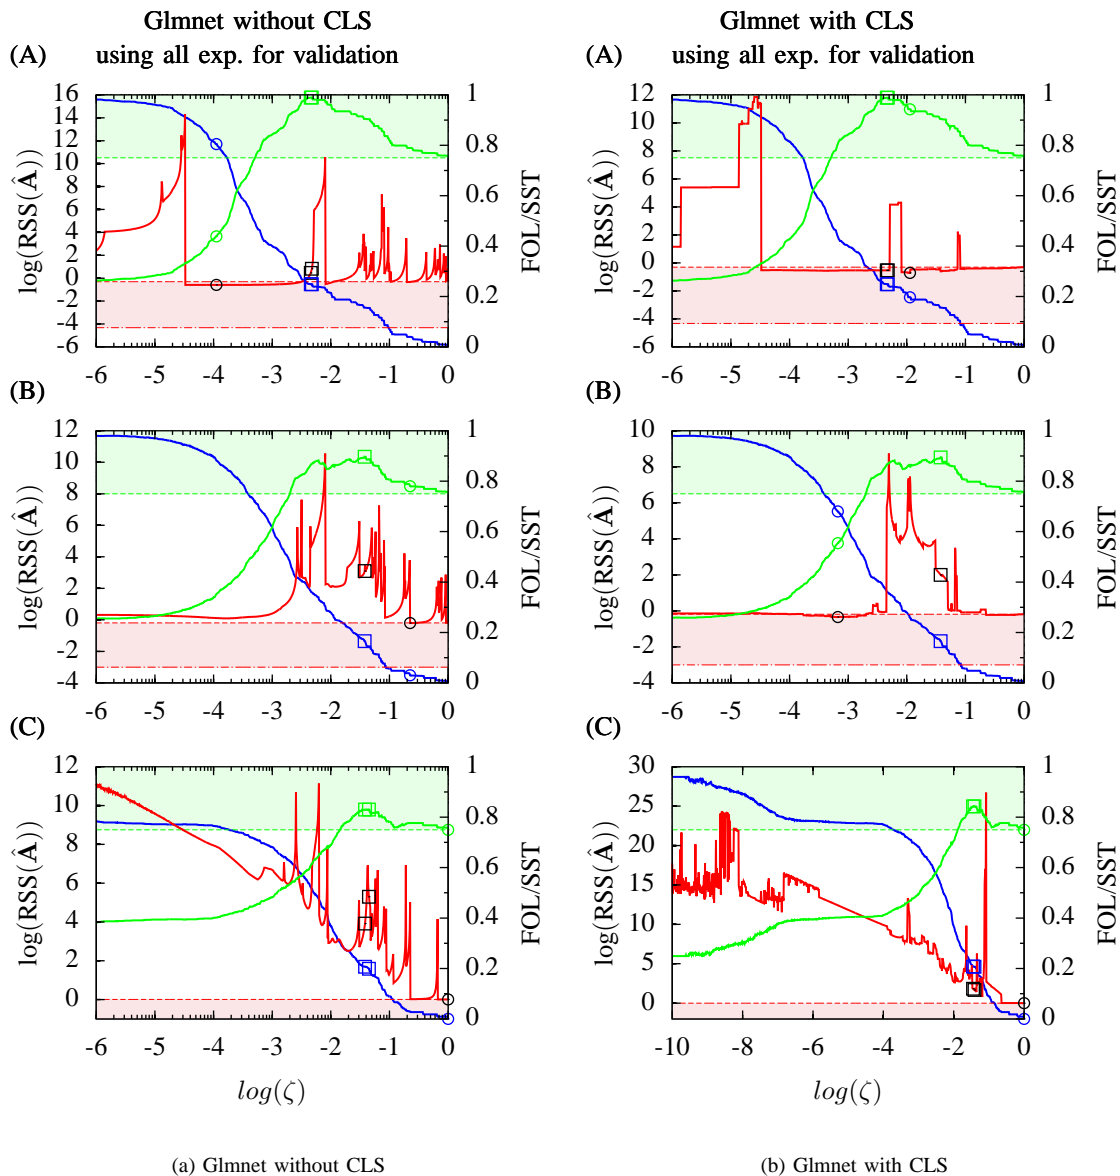 Glmnet without CLS
(A) using all exp. for validation
16
14
12
10
8
6
4
2
0
-2
-4
-6
1
0.8
0.6
0.4
0.2
0
-6 -5 -4 -3 -2 -1 0
log(RSS(Â))
FOL/SST
Glmnet with CLS
(A) using all exp. for validation
12
10
8
6
4
2
0
-2
-4
-6
1
0.8
0.6
0.4
0.2
0
-6 -5 -4 -3 -2 -1 0
log(RSS(Â))
FOL/SST
(B)
12
10
8
6
4
2
0
-2
-4
1
0.8
0.6
0.4
0.2
0
-6 -5 -4 -3 -2 -1 0
log(RSS(Â))
FOL/SST
(B)
10
8
6
4
2
0
-2
-4
1
0.8
0.6
0.4
0.2
0
-6 -5 -4 -3 -2 -1 0
log(RSS(Â))
FOL/SST
(C)
12
10
8
6
4
2
0
1
0.8
0.6
0.4
0.2
0
-6 -5 -4 -3 -2 -1 0
log(RSS(Â))
FOL/SST
log(ζ)
(C)
30
25
20
15
10
5
0
1
0.8
0.6
0.4
0.2
0
-10 -8 -6 -4 -2 0
log(RSS(Â))
FOL/SST
log(ζ)
(a) Glmnet without CLS
(b) Glmnet with CLS